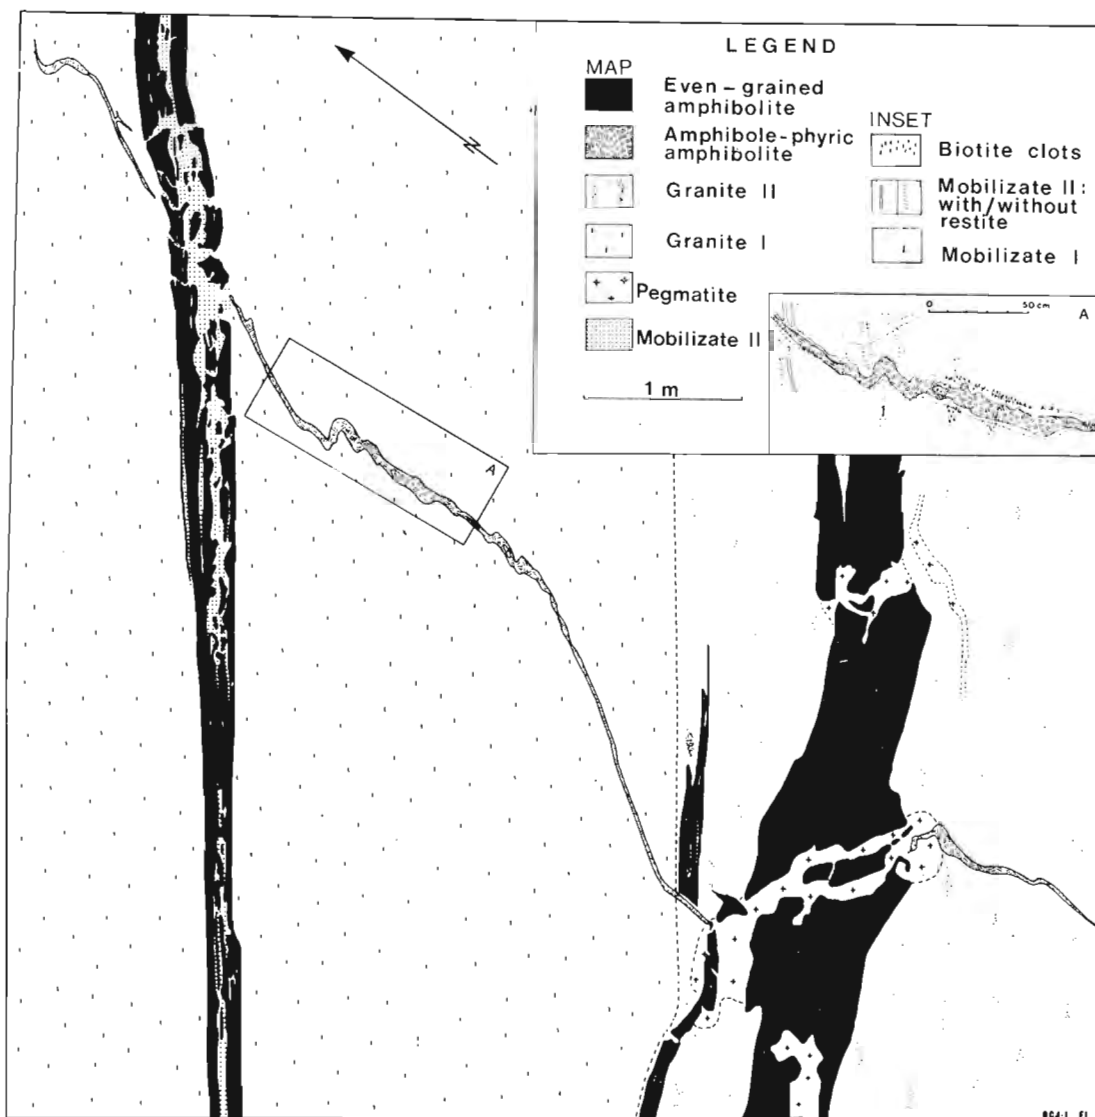 LEGEND
MAP
Even-grained
amphibolite
Amphibole-phyric
amphibolite
Granite II
Granite I
Pegmatite
Mobilizate II
1 m
INSET
Biotite clots
Mobilizate II:
with/without
restite
Mobilizate I
0 50 cm
A
N
A